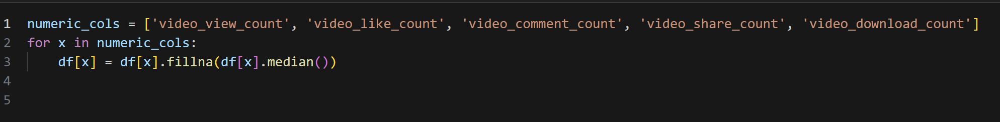 1 numeric_cols = ['video_view_count', 'video_like_count', 'video_comment_count', 'video_share_count', 'video_download_count']
2 for x in numeric_cols:
3     df[x] = df[x].fillna(df[x].median())
4
5